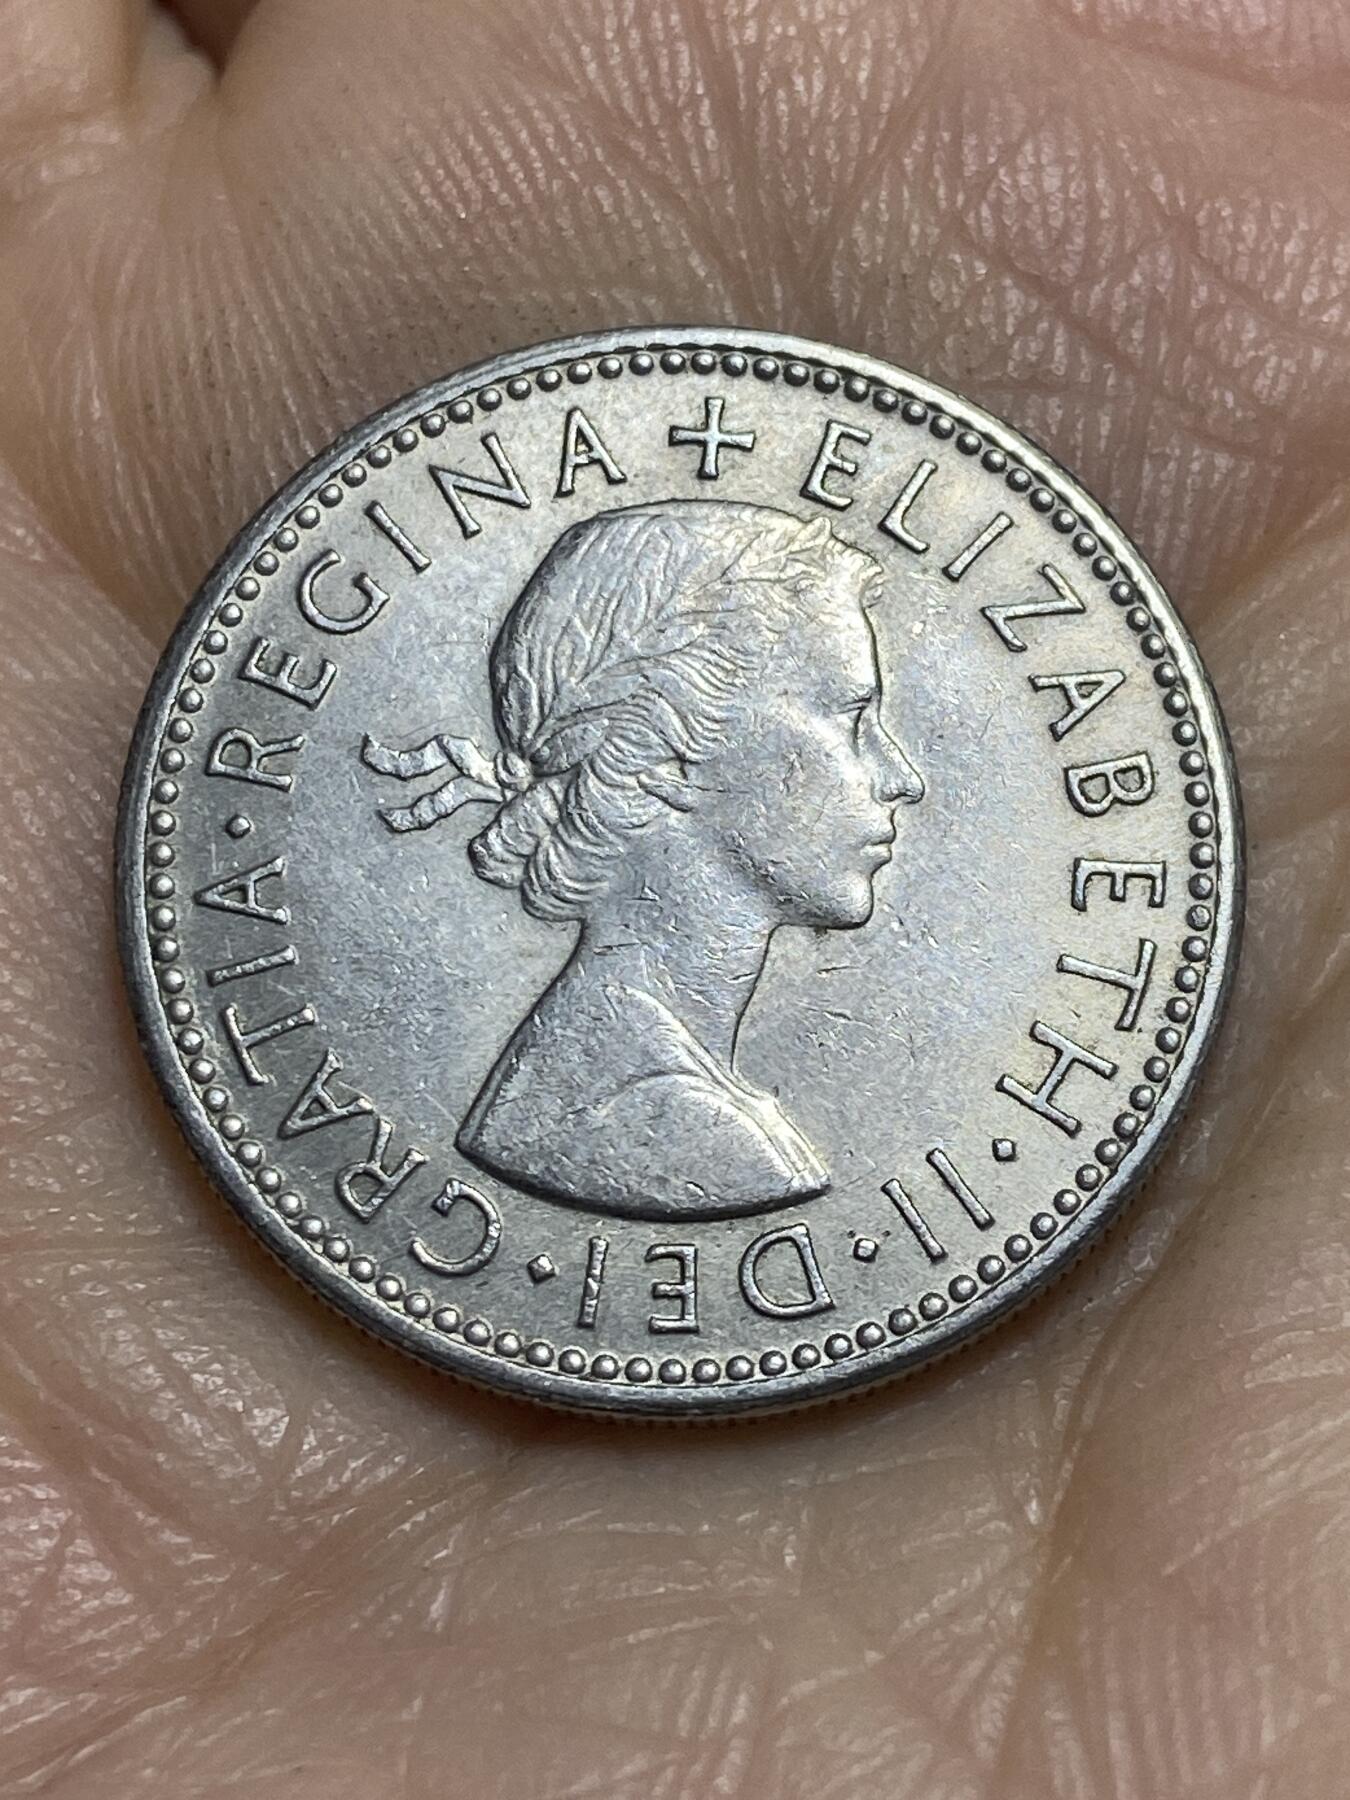 + ELIZABETH · II · DEI · GRATIA · REGINA